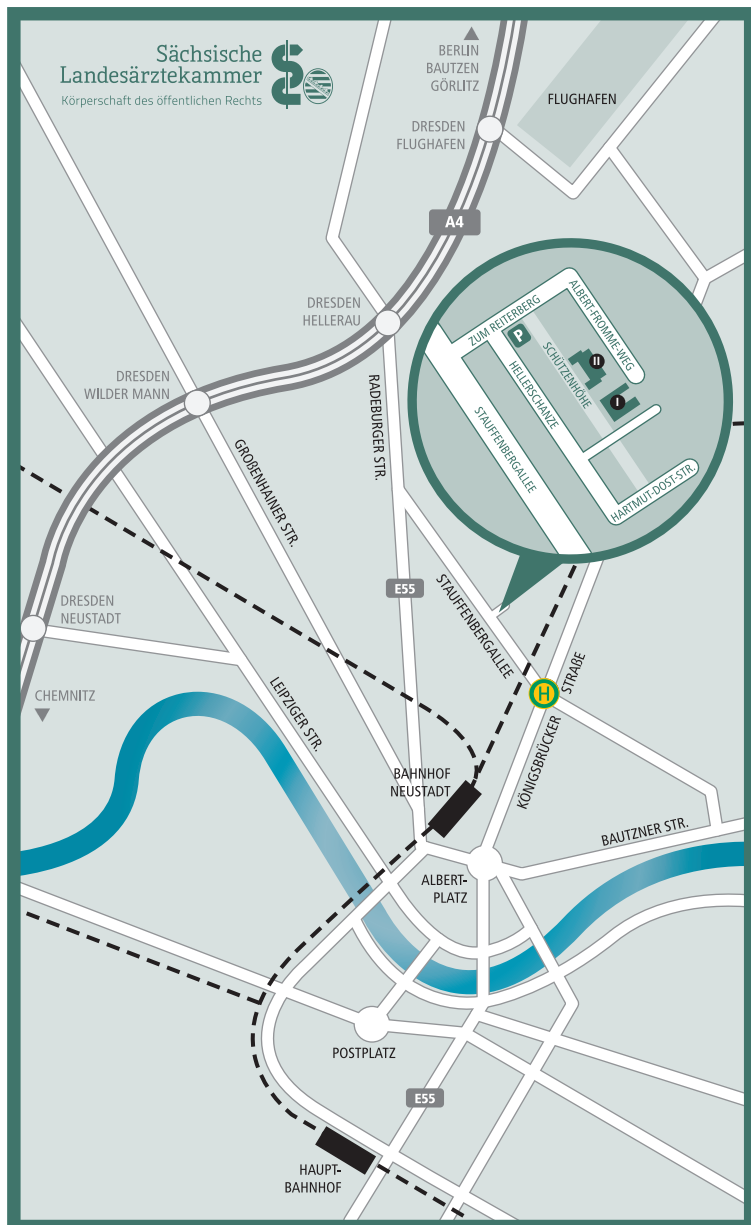 Sächsische
Landesärztekammer
Körperschaft des öffentlichen Rechts
BERLIN
BAUTZEN
GÖRLITZ
FLUGHAFEN
DRESDEN
FLUGHAFEN
A4
DRESDEN
HELLERAU
ZUM REITERBERG
ALBERT-FROMME-WEG
P
SCHÜTZENHÖHE
II
HELLERSCHANZE
I
STAUFFENBERGALLEE
HARTMUT-DOST-STR.
DRESDEN
WILDER MANN
RADEBURGER STR.
GROßENHAINER STR.
E55
STAUFFENBERGALLEE
DRESDEN
NEUSTADT
CHEMNITZ
LEIPZIGER STR.
H
KÖNIGSBRÜCKER STRAßE
BAHNHOF
NEUSTADT
BAUTZNER STR.
ALBERT-
PLATZ
POSTPLATZ
E55
HAUPT-
BAHNHOF